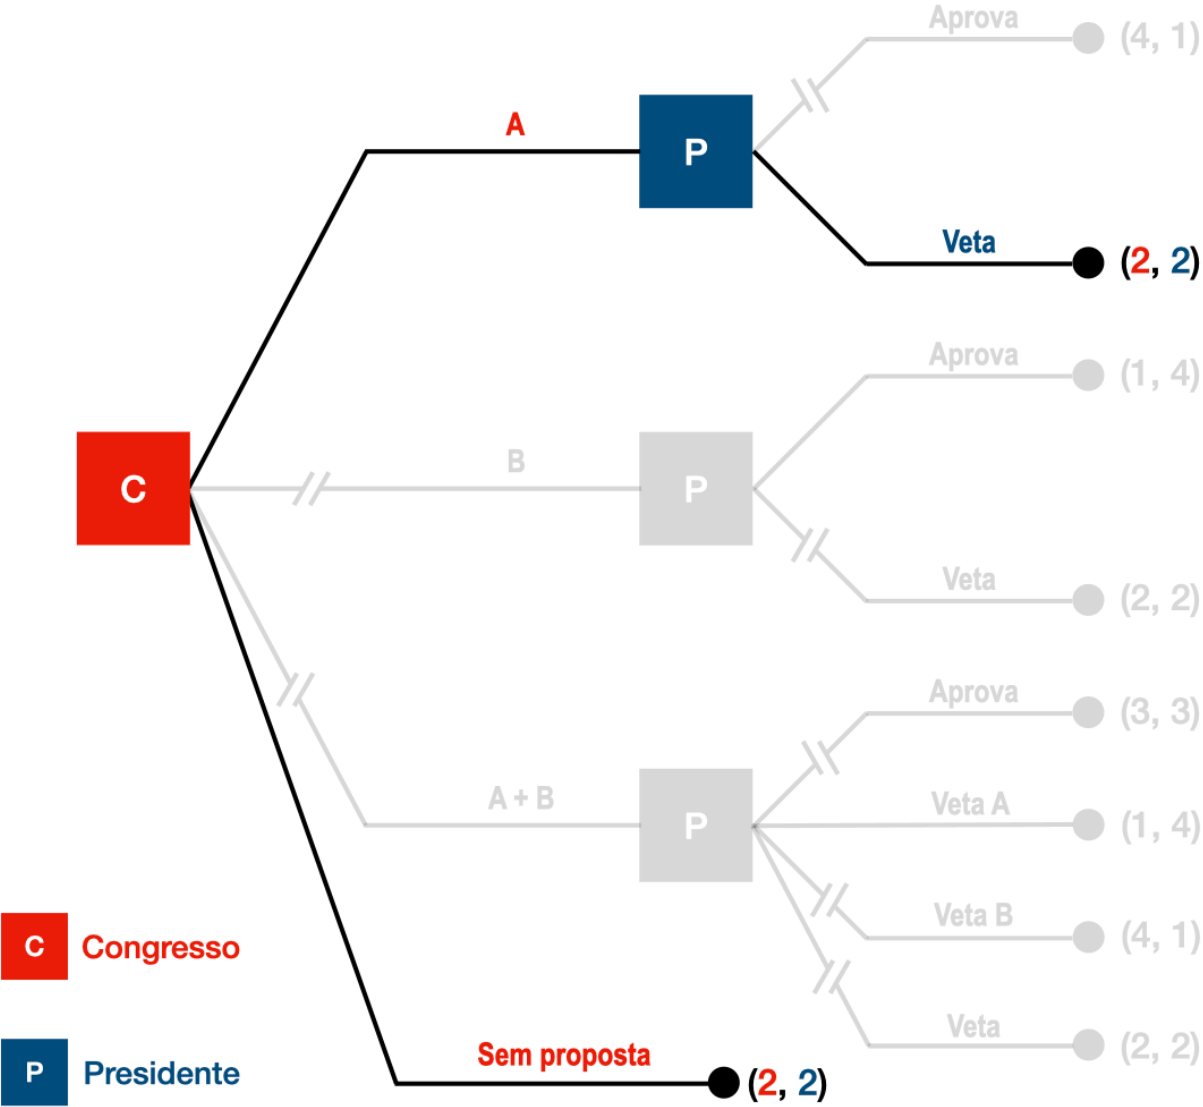 Aprova
(4, 1)
A
P
Veta
(2, 2)
Aprova
(1, 4)
C
B
P
Veta
(2, 2)
Aprova
(3, 3)
A + B
P
Veta A
(1, 4)
Veta B
(4, 1)
C
Congresso
Veta
(2, 2)
Sem proposta
(2, 2)
P
Presidente